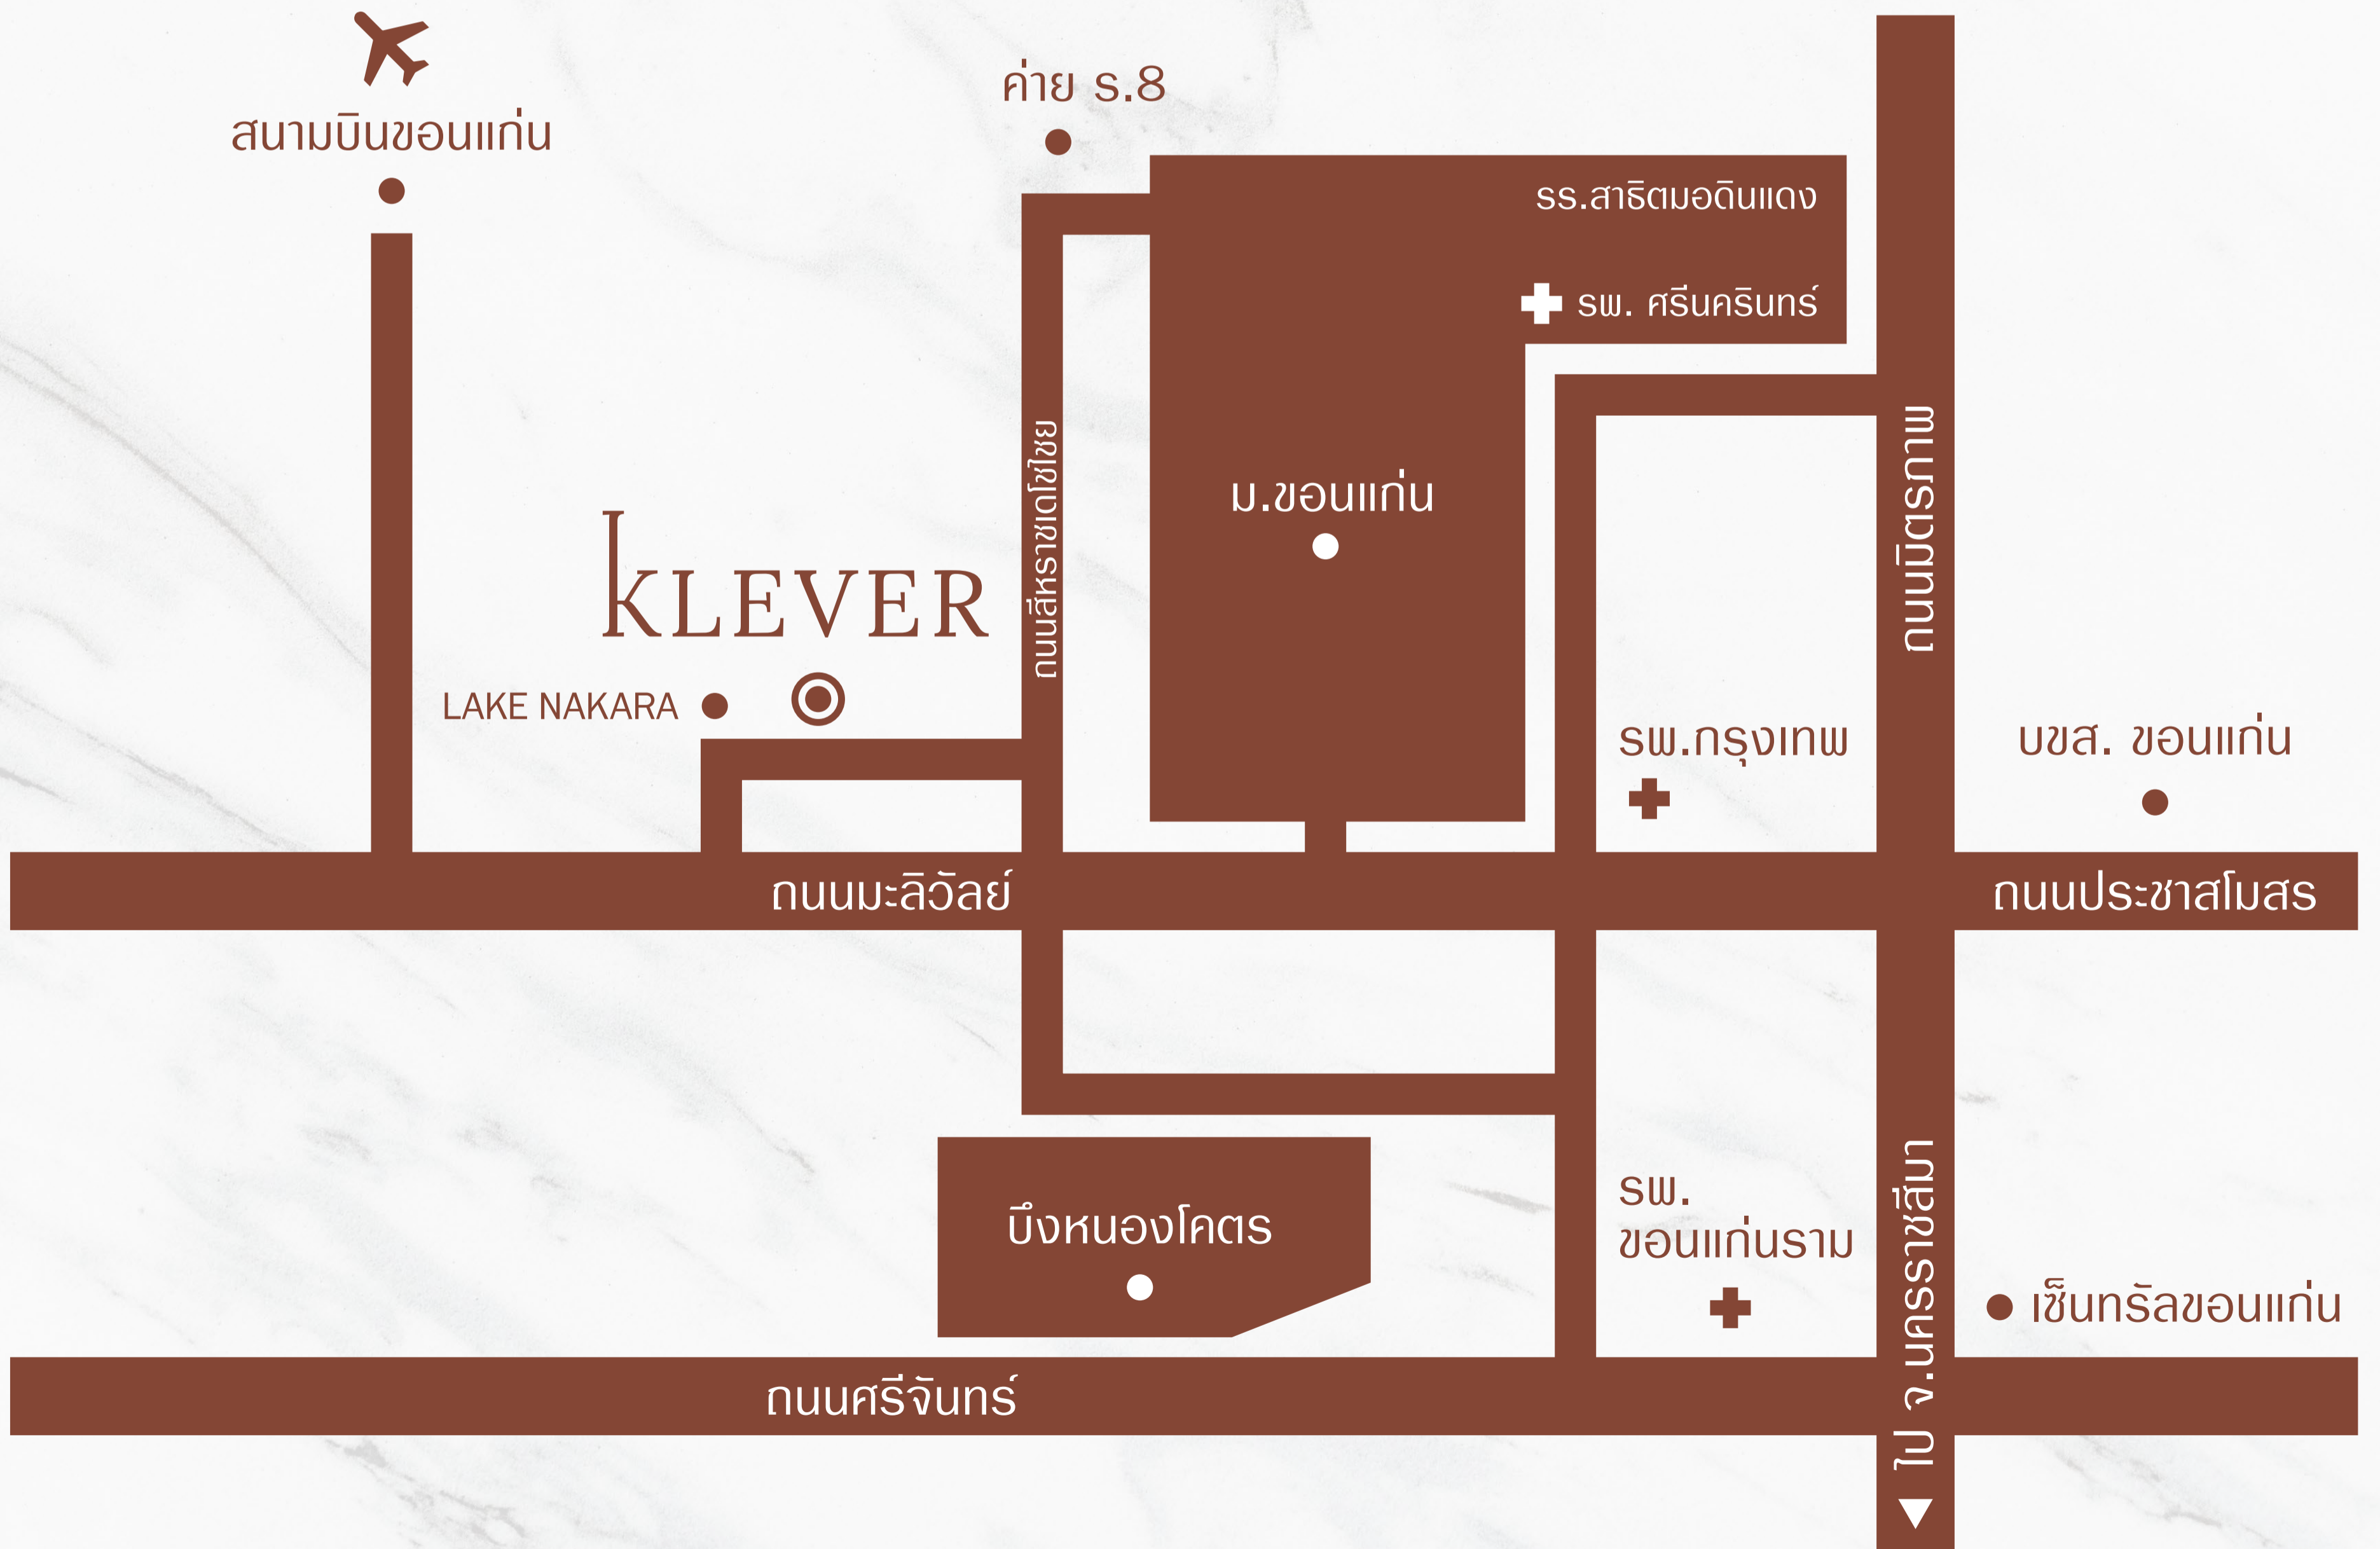 สนามบินขอนแก่น
ค่าย ร.8
รร.สาธิตมอดินแดง
รพ. ศรีนครินทร์
ถนนสีหราชเดโชไชย
ม.ขอนแก่น
ถนนมิตรภาพ
KLEVER
LAKE NAKARA
รพ.กรุงเทพ
บขส. ขอนแก่น
ถนนมะลิวัลย์
ถนนประชาสโมสร
บึงหนองโคตร
รพ.
ขอนแก่นราม
ไป จ.นครราชสีมา
เซ็นทรัลขอนแก่น
ถนนศรีจันทร์